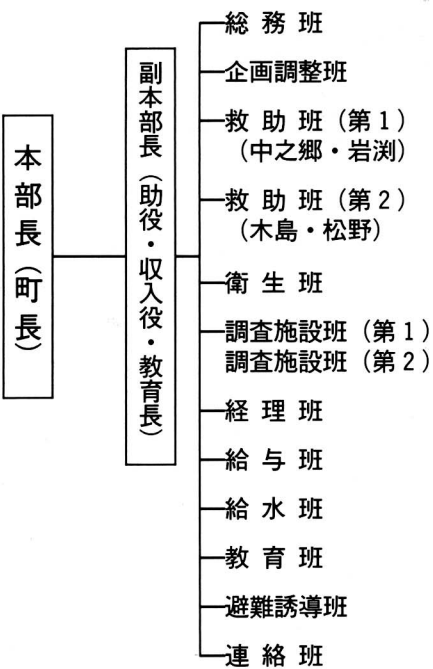 本部長(町長)
副本部長(助役・収入役・教育長)
総務班
企画調整班
救助班(第1)
(中之郷・岩渕)
救助班(第2)
(木島・松野)
衛生班
調査施設班(第1)
調査施設班(第2)
経理班
給与班
給水班
教育班
避難誘導班
連絡班